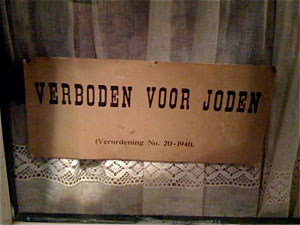 VERBODEN VOOR JODEN
(Verordening No. 20-1941).